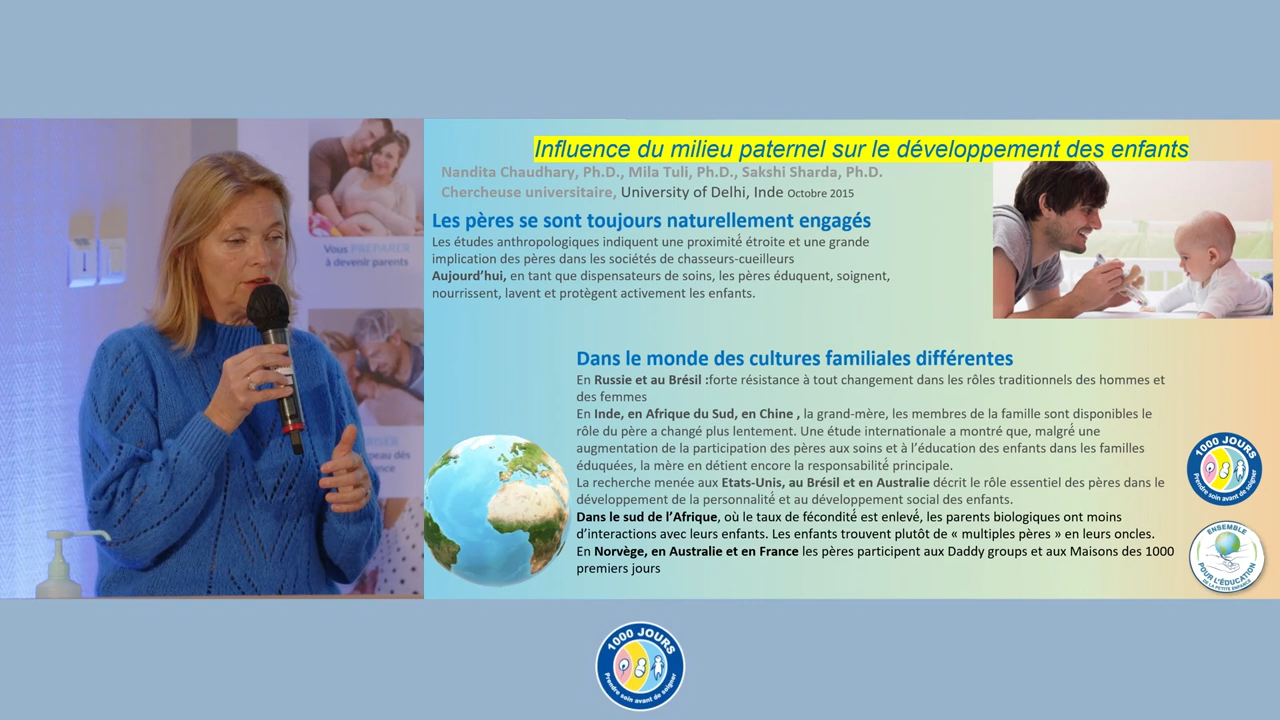 Influence du milieu paternel sur le développement des enfants
Nandita Chaudhary, Ph.D., Mila Tuli, Ph.D., Sakshi Sharda, Ph.D.
Chercheuse universitaire, University of Delhi, Inde Octobre 2015
Les pères se sont toujours naturellement engagés
Les études anthropologiques indiquent une proximité étroite et une grande
implication des pères dans les sociétés de chasseurs-cueilleurs
Aujourd'hui, en tant que dispensateurs de soins, les pères éduquent, soignent,
nourrissent, lavent et protègent activement les enfants.
Vous PRÉPARER
à devenir parents
Dans le monde des cultures familiales différentes
En Russie et au Brésil :forte résistance à tout changement dans les rôles traditionnels des hommes et
des femmes
En Inde, en Afrique du Sud, en Chine , la grand-mère, les membres de la famille sont disponibles le
rôle du père a changé plus lentement. Une étude internationale a montré que, malgré une
augmentation de la participation des pères aux soins et à l'éducation des enfants dans les familles
éduquées, la mère en détient encore la responsabilité principale.
La recherche menée aux Etats-Unis, au Brésil et en Australie décrit le rôle essentiel des pères dans le
développement de la personnalité et au développement social des enfants.
Dans le sud de l'Afrique, où le taux de fécondité est enlevé, les parents biologiques ont moins
d'interactions avec leurs enfants. Les enfants trouvent plutôt de « multiples pères » en leurs oncles.
En Norvège, en Australie et en France les pères participent aux Daddy groups et aux Maisons des 1000
premiers jours
1000 JOURS
Prendre soin avant de soigner
ENSEMBLE
POUR L'ÉDUCATION
DE LA PETITE ENFANCE
1000 JOURS
Prendre soin avant de soigner